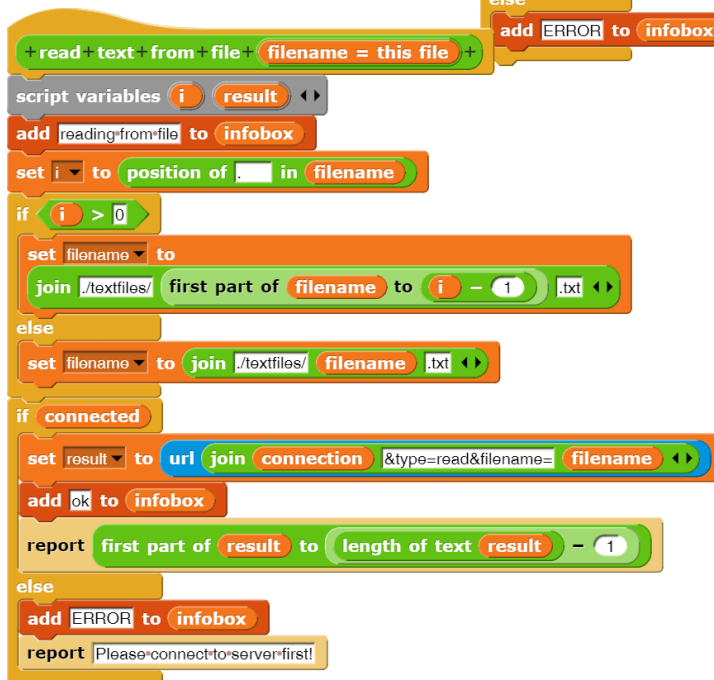 else
add ERROR to infobox
+read+text+from+file+ filename = this file +
script variables i result
add reading from file to infobox
set i to position of . in filename
if i > 0
set filename to
join ./textfiles/ first part of filename to i - 1 .txt
else
set filename to join ./textfiles/ filename .txt
if connected
set result to url join connection &type=read&filename= filename
add ok to infobox
report first part of result to length of text result - 1
else
add ERROR to infobox
report Please connect to server first!